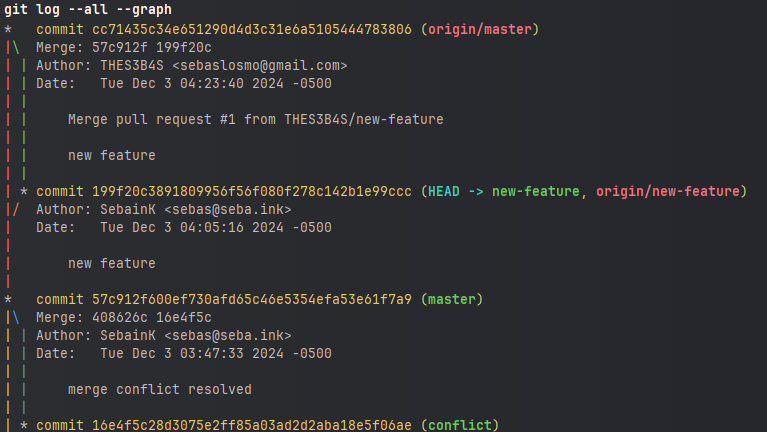 git log --all --graph
*   commit cc71435c34e651290d4d3c31e6a5105444783806 (origin/master)
|\  Merge: 57c912f 199f20c
| | Author: THES3B4S <sebaslosmo@gmail.com>
| | Date:   Tue Dec 3 04:23:40 2024 -0500
| |
| |     Merge pull request #1 from THES3B4S/new-feature
| |
| |     new feature
| |
| * commit 199f20c3891809956f56f080f278c142b1e99ccc (HEAD -> new-feature, origin/new-feature)
|/  Author: SebainK <sebas@seba.ink>
|   Date:   Tue Dec 3 04:05:16 2024 -0500
|
|       new feature
|
*   commit 57c912f600ef730afd65c46e5354efa53e61f7a9 (master)
|\  Merge: 408626c 16e4f5c
| | Author: SebainK <sebas@seba.ink>
| | Date:   Tue Dec 3 03:47:33 2024 -0500
| |
| |     merge conflict resolved
| |
| * commit 16e4f5c28d3075e2ff85a03ad2d2aba18e5f06ae (conflict)